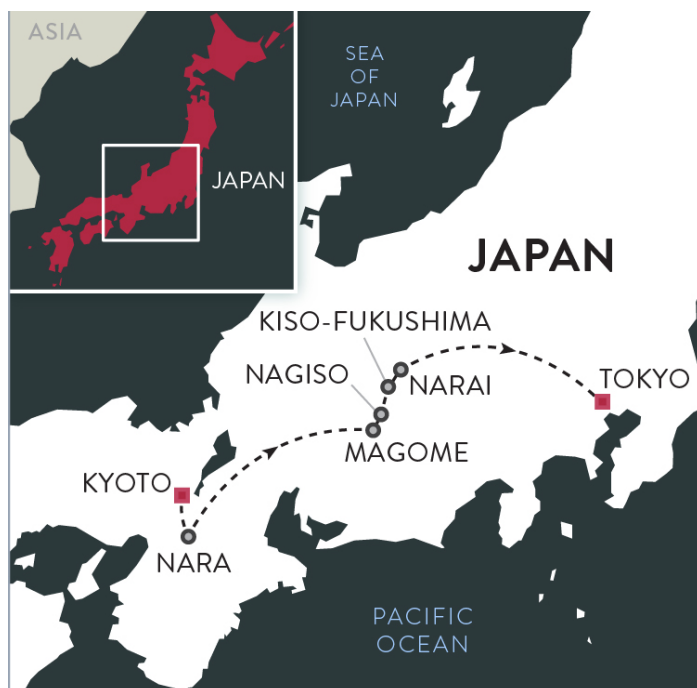 ASIA
SEA
OF
JAPAN
JAPAN
JAPAN
KISO-FUKUSHIMA
NAGISO
NARAI
TOKYO
MAGOME
KYOTO
NARA
PACIFIC
OCEAN